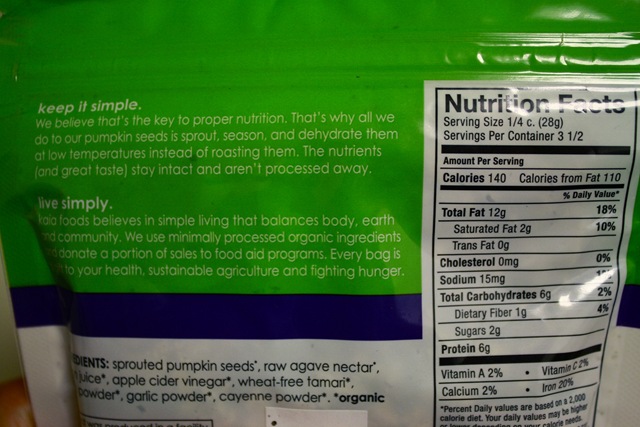 keep it simple.
We believe that's the key to proper nutrition. That's why all we
do to our pumpkin seeds is sprout, season, and dehydrate them
at low temperatures instead of roasting them. The nutrients
(and great taste) stay intact and aren't processed away.
live simply.
kaia foods believes in simple living that balances body, earth
community. We use minimally processed organic ingredients
donate a portion of sales to food aid programs. Every bag is
to your health, sustainable agriculture and fighting hunger.
DIENTS: sprouted pumpkin seeds*, raw agave nectar*,
juice*, apple cider vinegar*, wheat-free tamari*,
powder*, garlic powder*, cayenne powder*. *organic
Nutrition Facts
Serving Size 1/4 c. (28g)
Servings Per Container 3 1/2
Amount Per Serving
Calories 140 Calories from Fat 110
% Daily Value*
Total Fat 12g 18%
Saturated Fat 2g 10%
Trans Fat 0g
Cholesterol 0mg 0%
Sodium 15mg
Total Carbohydrates 6g 2%
Dietary Fiber 1g 4%
Sugars 2g
Protein 6g
Vitamin A 2% • Vitamin C 2%
Calcium 2% • Iron 20%
*Percent Daily values are based on a 2,000
calorie diet. Your daily values may be higher
or lower depending on your calorie needs.